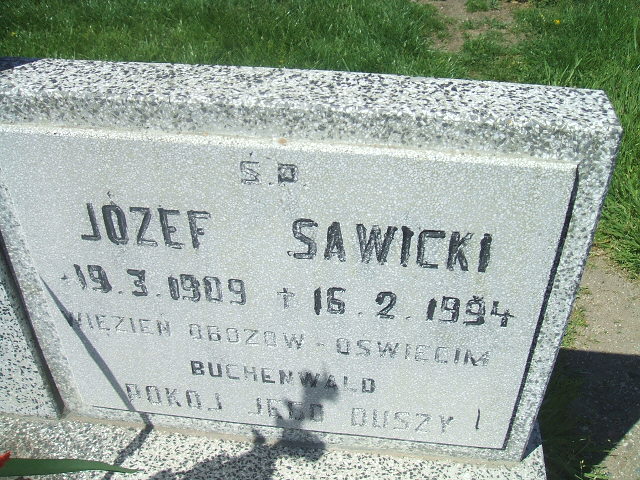 Ś.P.
JÓZEF SAWICKI
* 19.3.1909 † 16.2.1994
WIĘZIEŃ OBOZÓW - OŚWIĘCIM
BUCHENWALD
POKÓJ JEGO DUSZY!